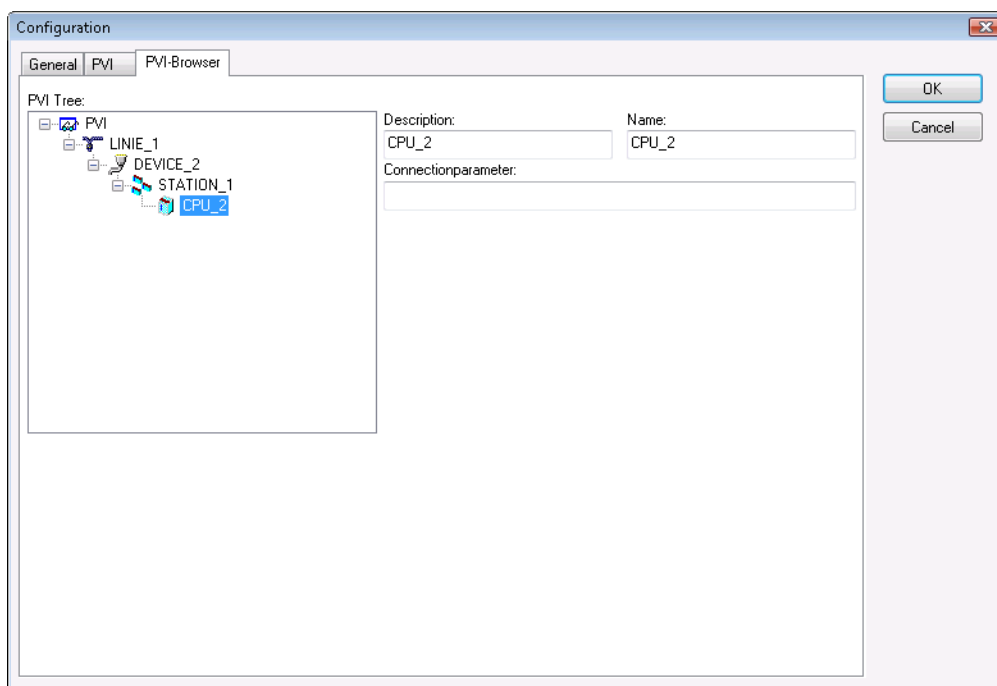 Configuration
General PVI PVI-Browser
PVI Tree:
PVI
LINIE_1
DEVICE_2
STATION_1
CPU_2
Description: Name:
CPU_2 CPU_2
Connectionparameter:
OK
Cancel